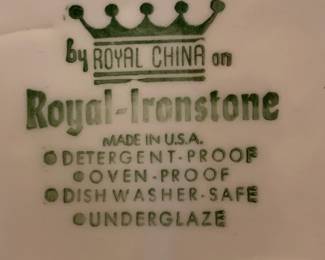 by ROYAL CHINA on
Royal-Ironstone
MADE IN U.S.A.
DETERGENT-PROOF
OVEN-PROOF
DISHWASHER-SAFE
UNDERGLAZE